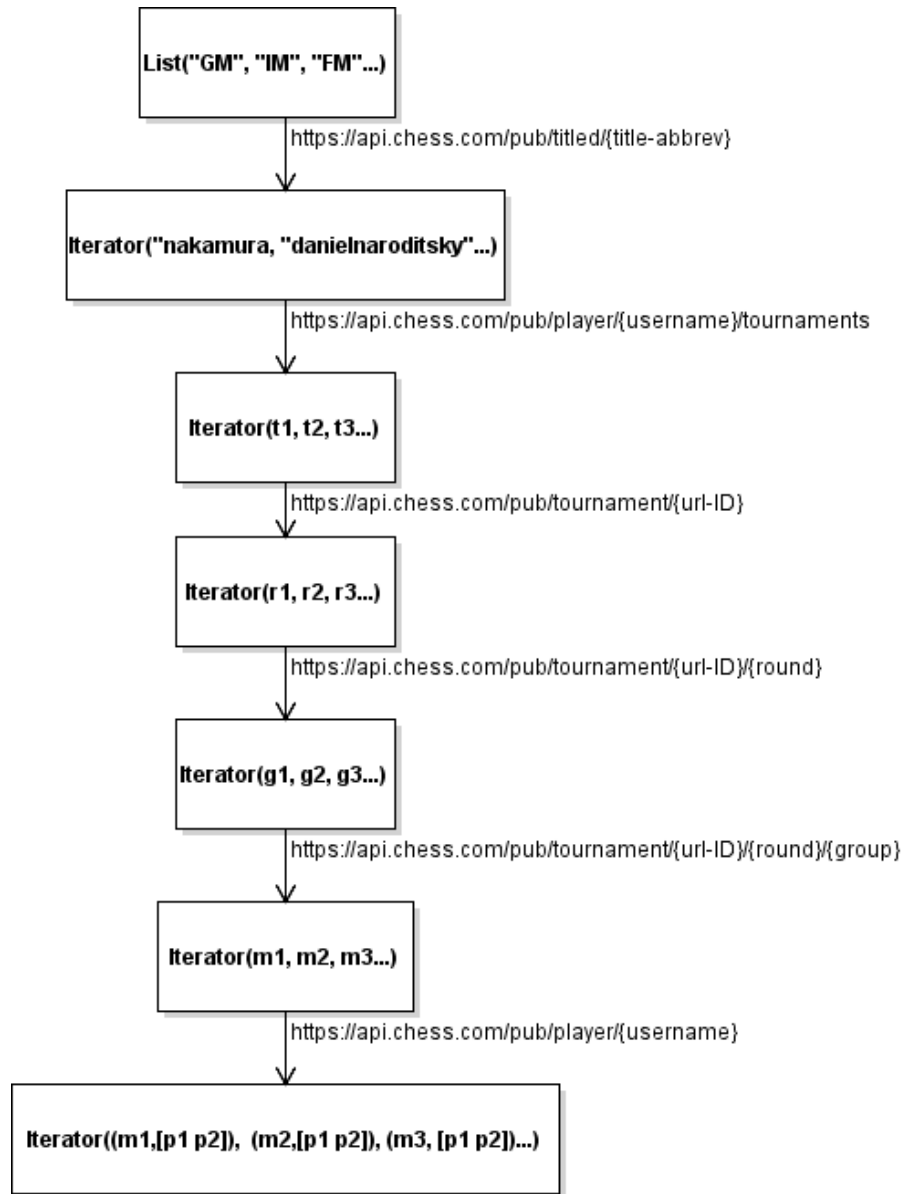 List("GM", "IM", "FM"...)
https://api.chess.com/pub/titled/{title-abbrev}
Iterator("nakamura, "danielnaroditsky"...)
https://api.chess.com/pub/player/{username}/tournaments
Iterator(t1, t2, t3...)
https://api.chess.com/pub/tournament/{url-ID}
Iterator(r1, r2, r3...)
https://api.chess.com/pub/tournament/{url-ID}/{round}
Iterator(g1, g2, g3...)
https://api.chess.com/pub/tournament/{url-ID}/{round}/{group}
Iterator(m1, m2, m3...)
https://api.chess.com/pub/player/{username}
Iterator((m1,[p1 p2]), (m2,[p1 p2]), (m3, [p1 p2])...)